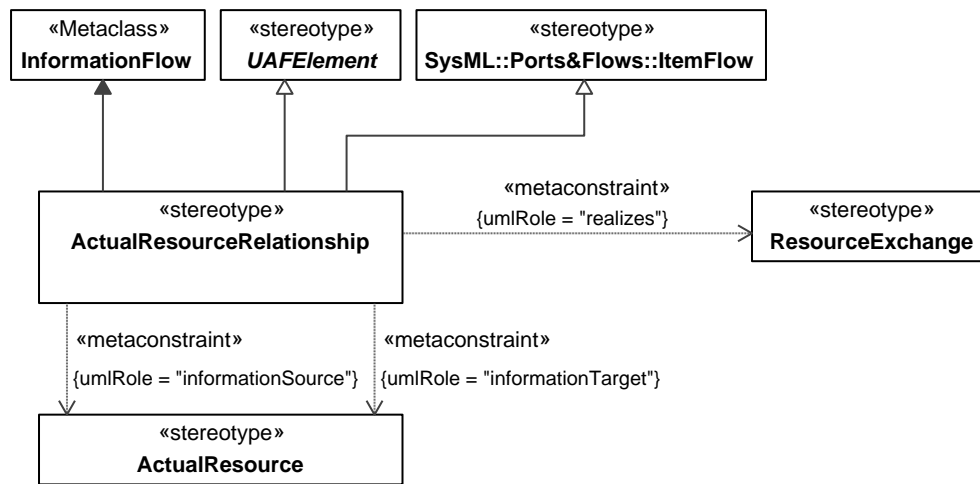 «Metaclass»
InformationFlow
«stereotype»
UAFElement
«stereotype»
SysML::Ports&Flows::ItemFlow
«stereotype»
ActualResourceRelationship
«metaconstraint»
{umlRole = "realizes"}
«stereotype»
ResourceExchange
«metaconstraint»
{umlRole = "informationSource"}
«metaconstraint»
{umlRole = "informationTarget"}
«stereotype»
ActualResource